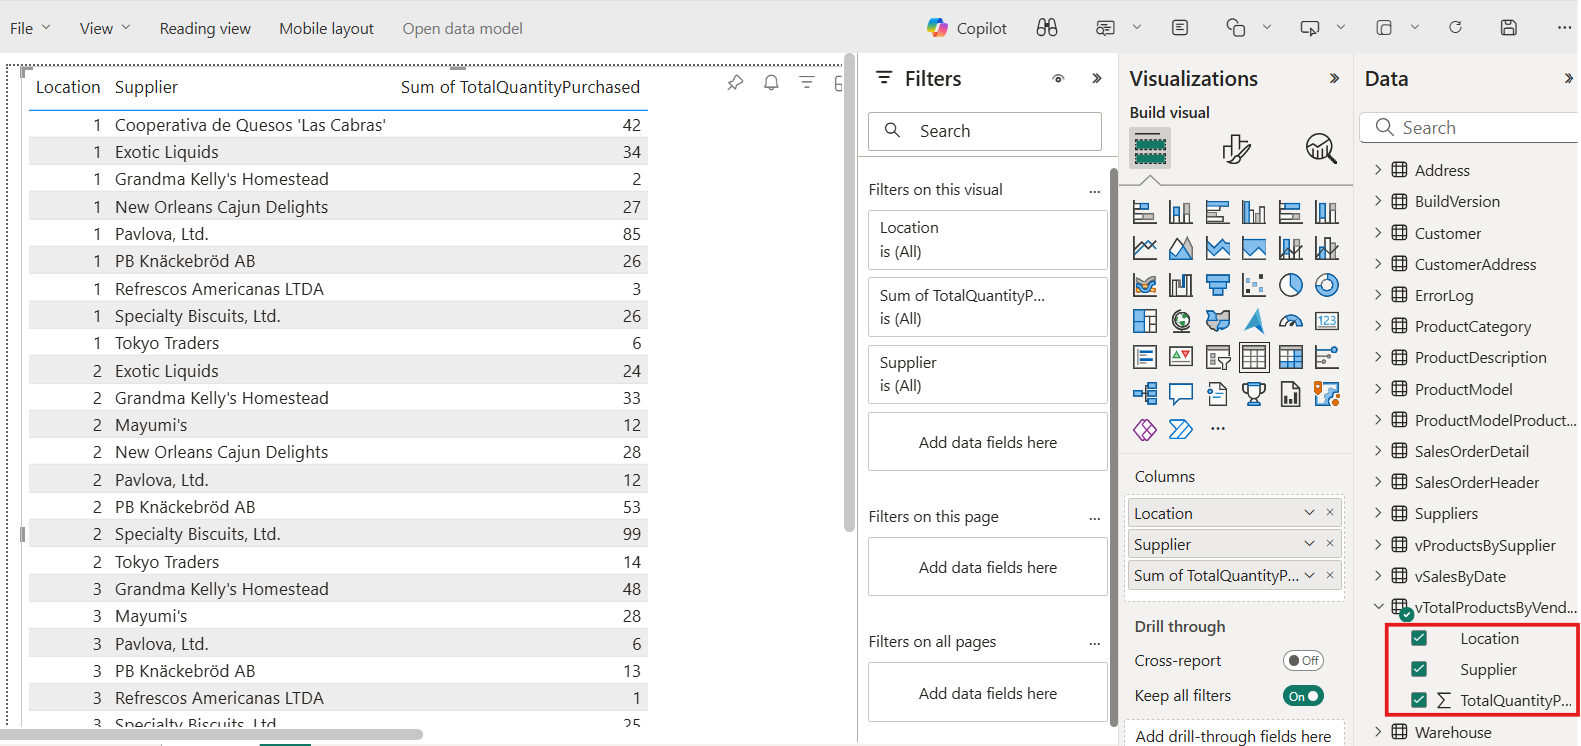 File View Reading view Mobile layout Open data model Copilot
Location Supplier Sum of TotalQuantityPurchased
1 Cooperativa de Quesos 'Las Cabras' 42
1 Exotic Liquids 34
1 Grandma Kelly's Homestead 2
1 New Orleans Cajun Delights 27
1 Pavlova, Ltd. 85
1 PB Knäckebröd AB 26
1 Refrescos Americanas LTDA 3
1 Specialty Biscuits, Ltd. 26
1 Tokyo Traders 6
2 Exotic Liquids 24
2 Grandma Kelly's Homestead 33
2 Mayumi's 12
2 New Orleans Cajun Delights 28
2 Pavlova, Ltd. 12
2 PB Knäckebröd AB 53
2 Specialty Biscuits, Ltd. 99
2 Tokyo Traders 14
3 Grandma Kelly's Homestead 48
3 Mayumi's 28
3 Pavlova, Ltd. 6
3 PB Knäckebröd AB 13
3 Refrescos Americanas LTDA 1
3 Specialty Biscuits, Ltd. 25
Filters
Search
Filters on this visual ...
Location
is (All)
Sum of TotalQuantityP...
is (All)
Supplier
is (All)
Add data fields here
Filters on this page ...
Add data fields here
Filters on all pages ...
Add data fields here
Visualizations
Build visual
123
...
Columns
Location
Supplier
Sum of TotalQuantityP...
Drill through
Cross-report Off
Keep all filters On
Add drill-through fields here
Data
Search
Address
BuildVersion
Customer
CustomerAddress
ErrorLog
ProductCategory
ProductDescription
ProductModel
ProductModelProduct...
SalesOrderDetail
SalesOrderHeader
Suppliers
vProductsBySupplier
vSalesByDate
vTotalProductsByVend...
Location
Supplier
∑ TotalQuantityP...
Warehouse